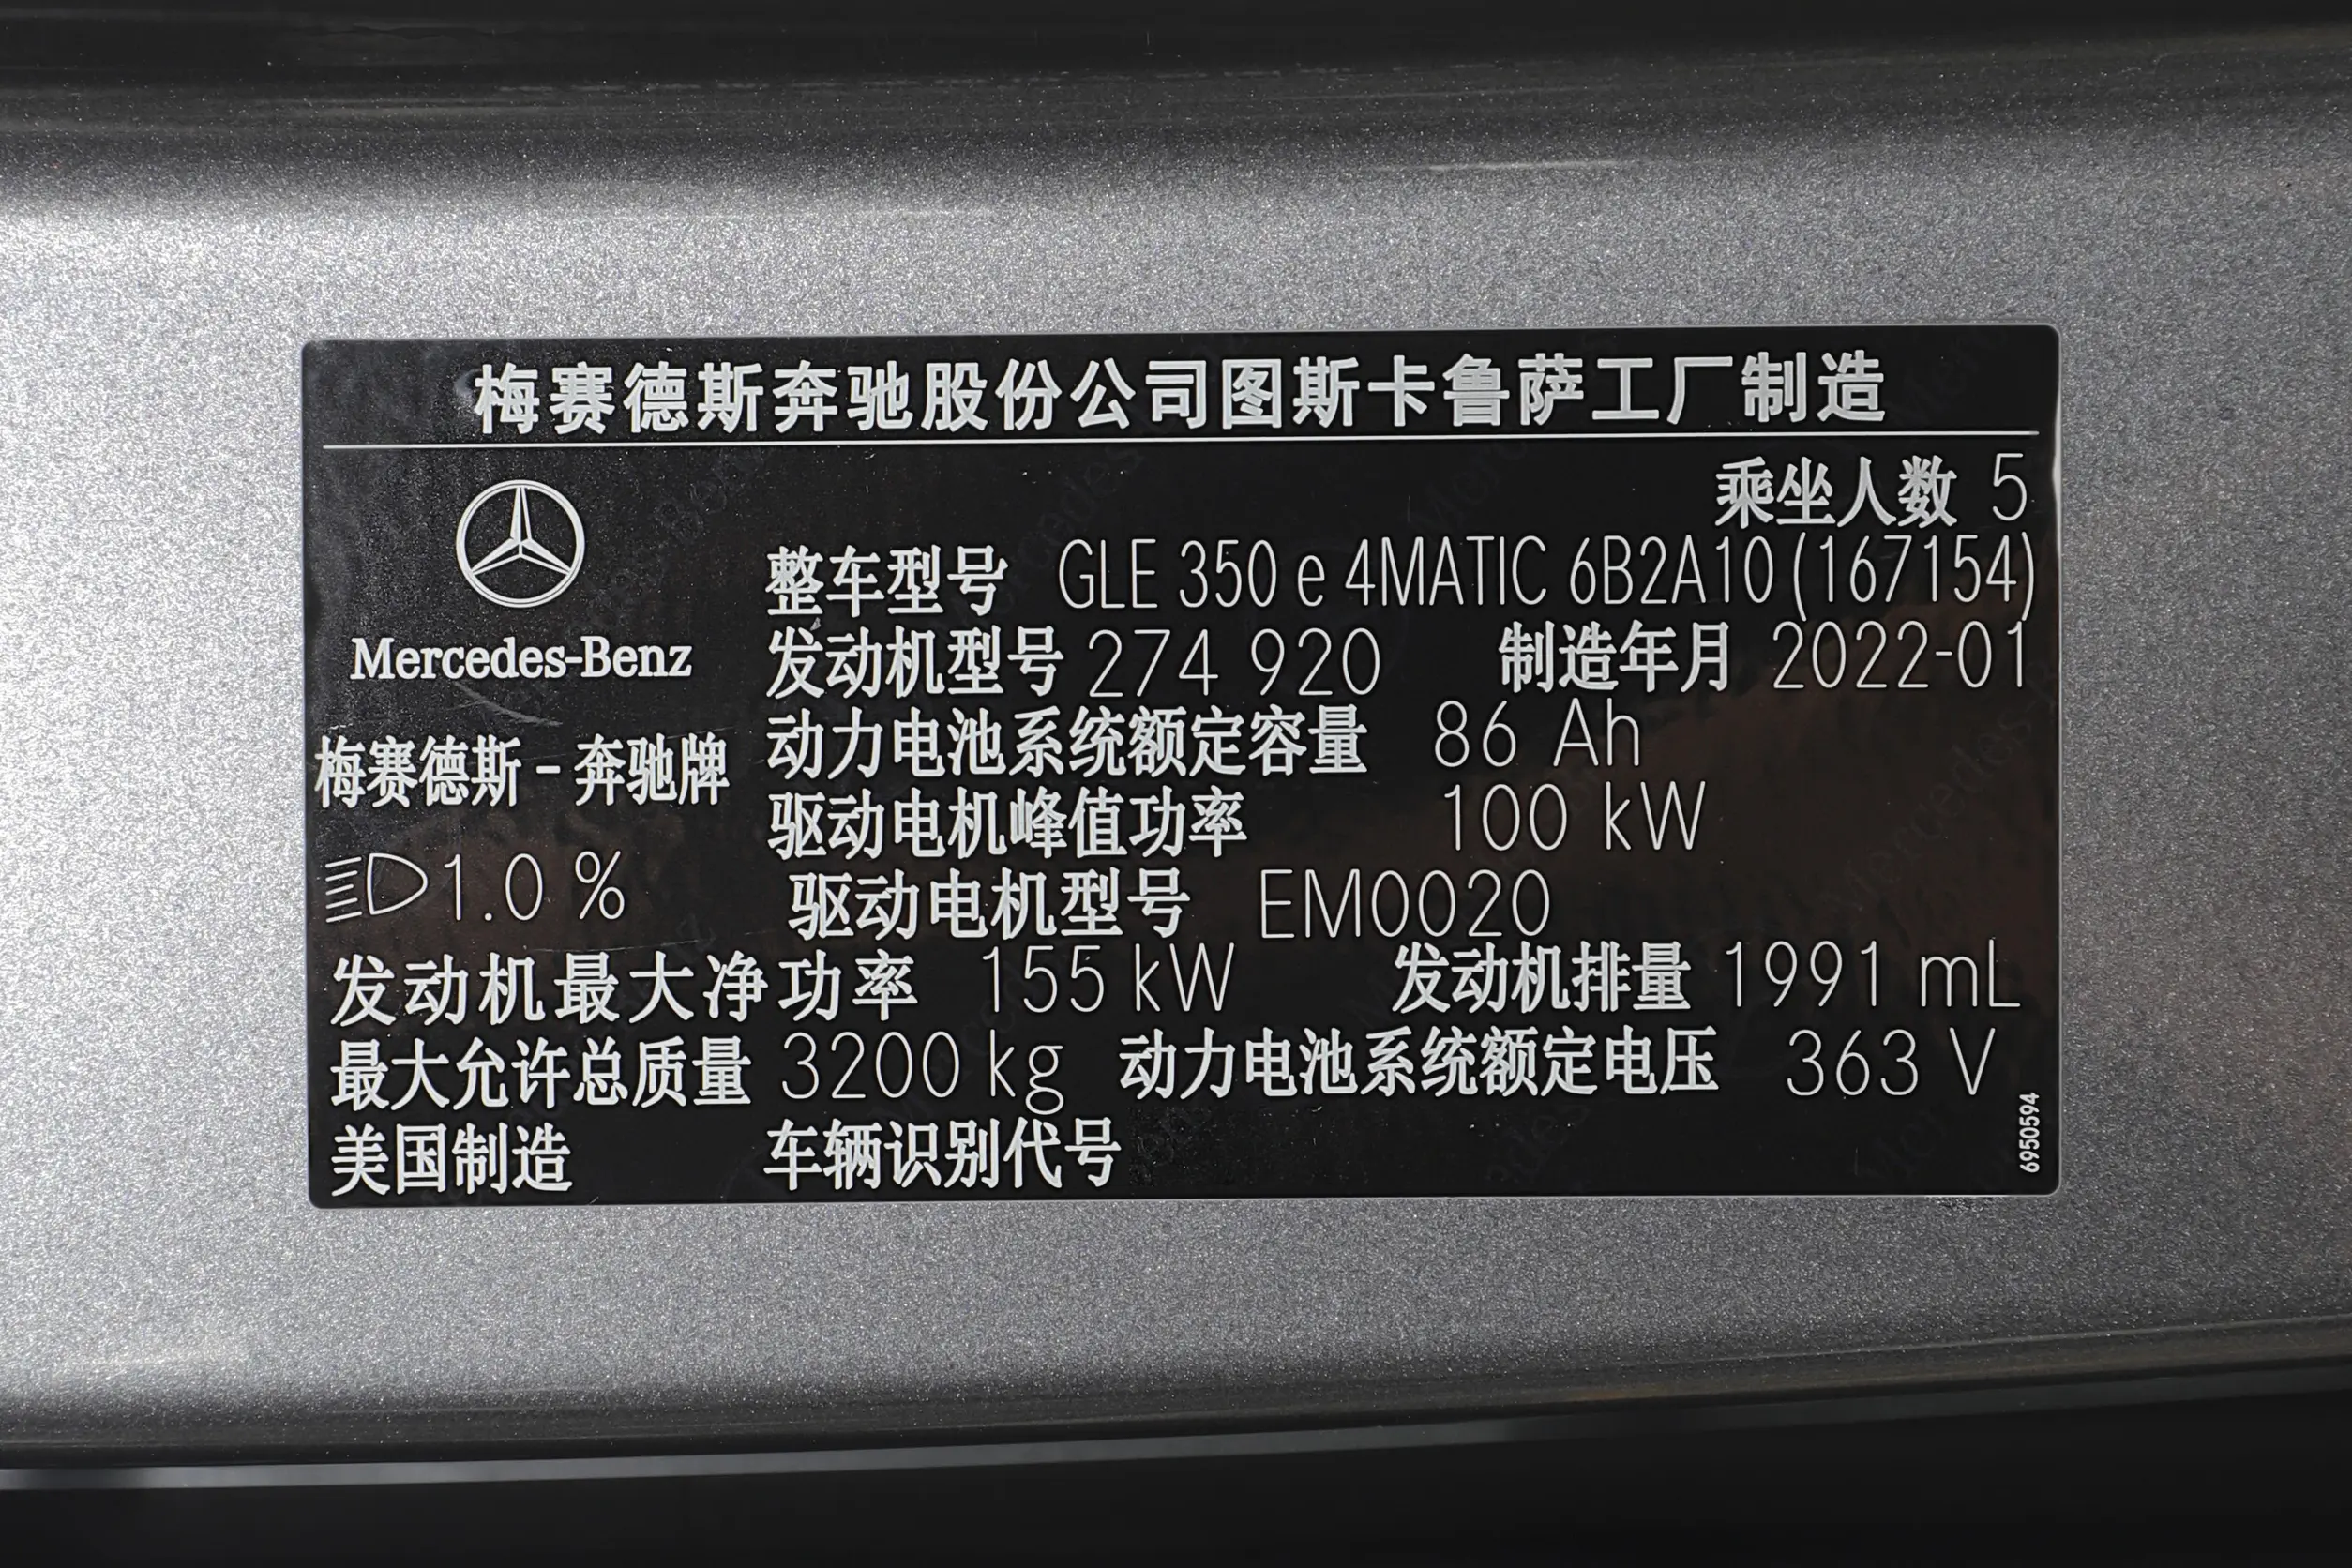 梅赛德斯奔驰股份公司图斯卡鲁萨工厂制造
乘坐人数 5
整车型号 GLE 350 e 4MATIC 6B2A10 (167154)
Mercedes-Benz
发动机型号 274 920 制造年月 2022-01
动力电池系统额定容量 86 Ah
梅赛德斯-奔驰牌
驱动电机峰值功率 100 kW
1.0 % 驱动电机型号 EM0020
发动机最大净功率 155 kW 发动机排量 1991 mL
最大允许总质量 3200 kg 动力电池系统额定电压 363 V
美国制造 车辆识别代号
6950594